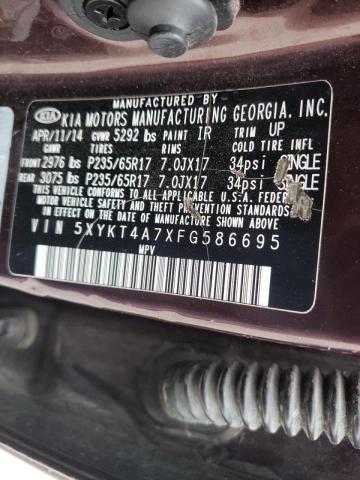 MANUFACTURED BY
KIA KIA MOTORS MANUFACTURING GEORGIA, INC.
APR/11/14 GVWR 5292 lbs PAINT IR TRIM UP
GAWR TIRES RIMS COLD TIRE INFL
FRONT 2976 lbs P235/65R17 7.0JX17 34psi SINGLE
REAR 3075 lbs P235/65R17 7.0JX17 34psi SINGLE
THIS VEHICLE CONFORMS TO ALL APPLICABLE FEDERAL
MOTOR VEHICLE SAFETY AND THEFT PREVENTION STANDARDS
IN EFFECT ON THE DATE OF MANUFACTURE SHOWN ABOVE.
VIN 5XYKT4A7XFG586695
MPV